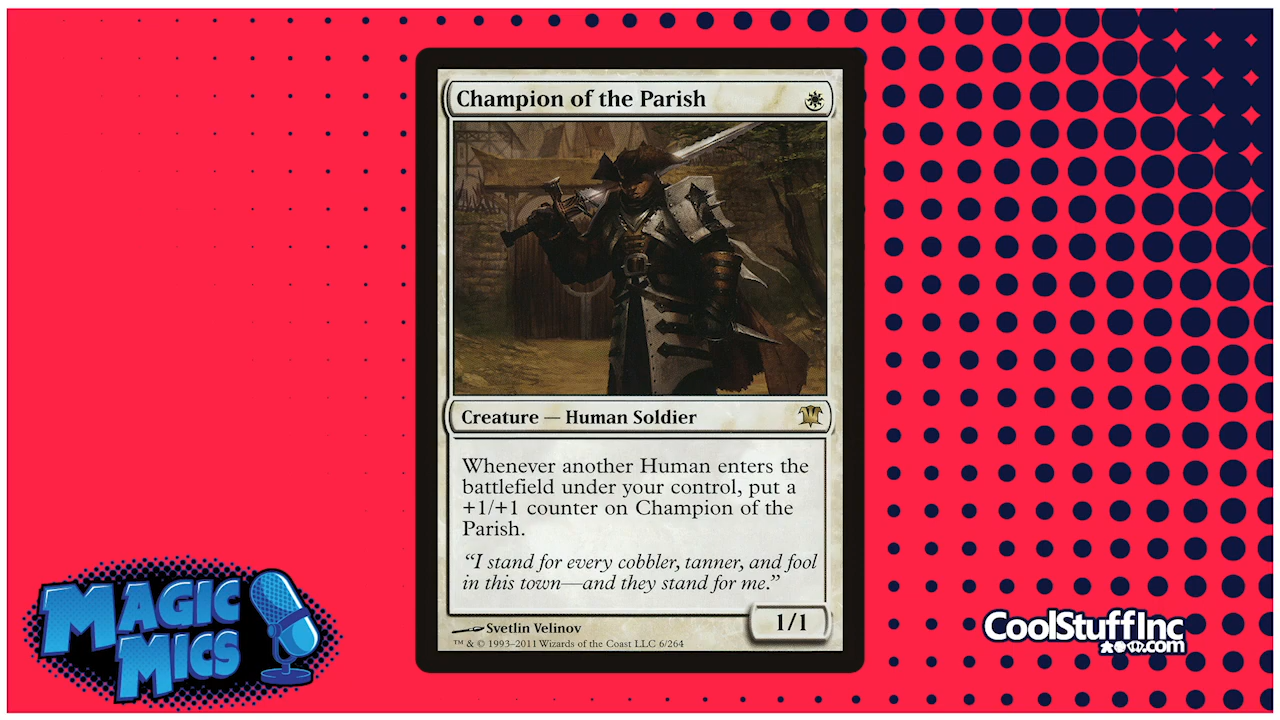 Champion of the Parish
Creature — Human Soldier
Whenever another Human enters the
battlefield under your control, put a
+1/+1 counter on Champion of the
Parish.
“I stand for every cobbler, tanner, and fool
in this town—and they stand for me.”
1/1
Svetlin Velinov
™ & © 1993–2011 Wizards of the Coast LLC 6/264
MAGIC
MICS
CoolStuffInc
.com